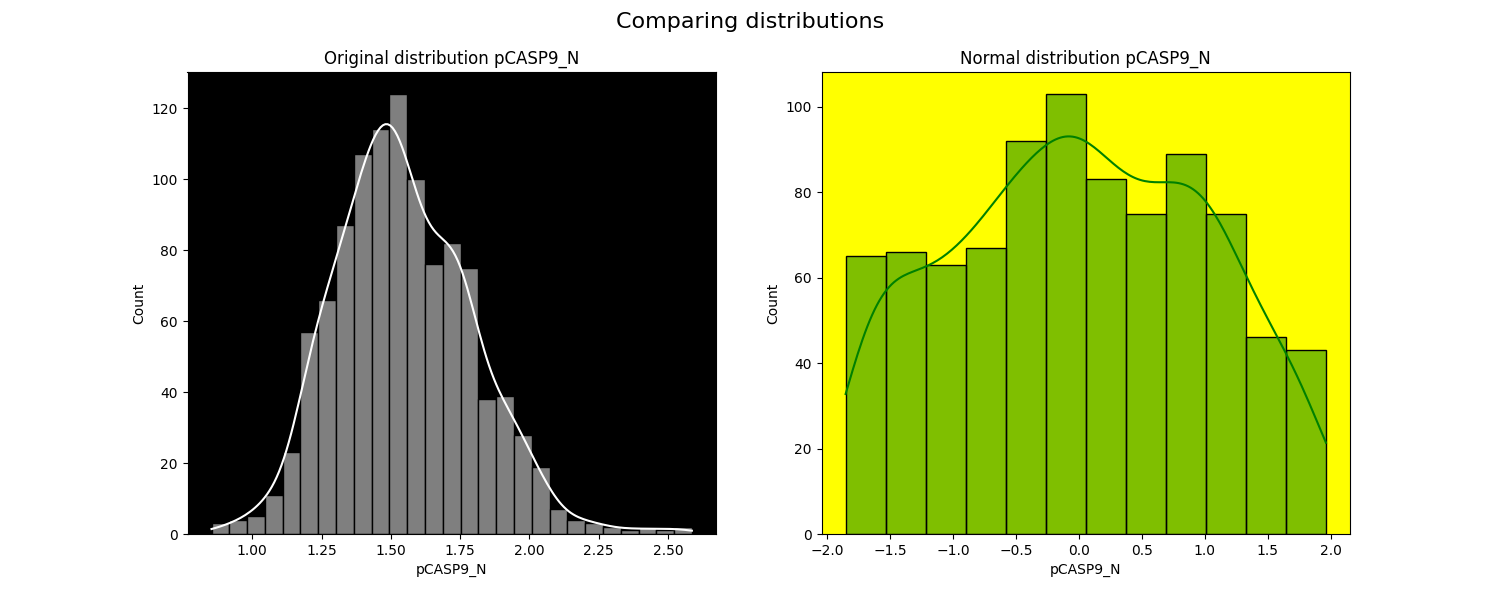 Comparing distributions
Original distribution pCASP9_N
Count
120
100
80
60
40
20
0
1.00 1.25 1.50 1.75 2.00 2.25 2.50
pCASP9_N
Normal distribution pCASP9_N
Count
100
80
60
40
20
0
−2.0 −1.5 −1.0 −0.5 0.0 0.5 1.0 1.5 2.0
pCASP9_N